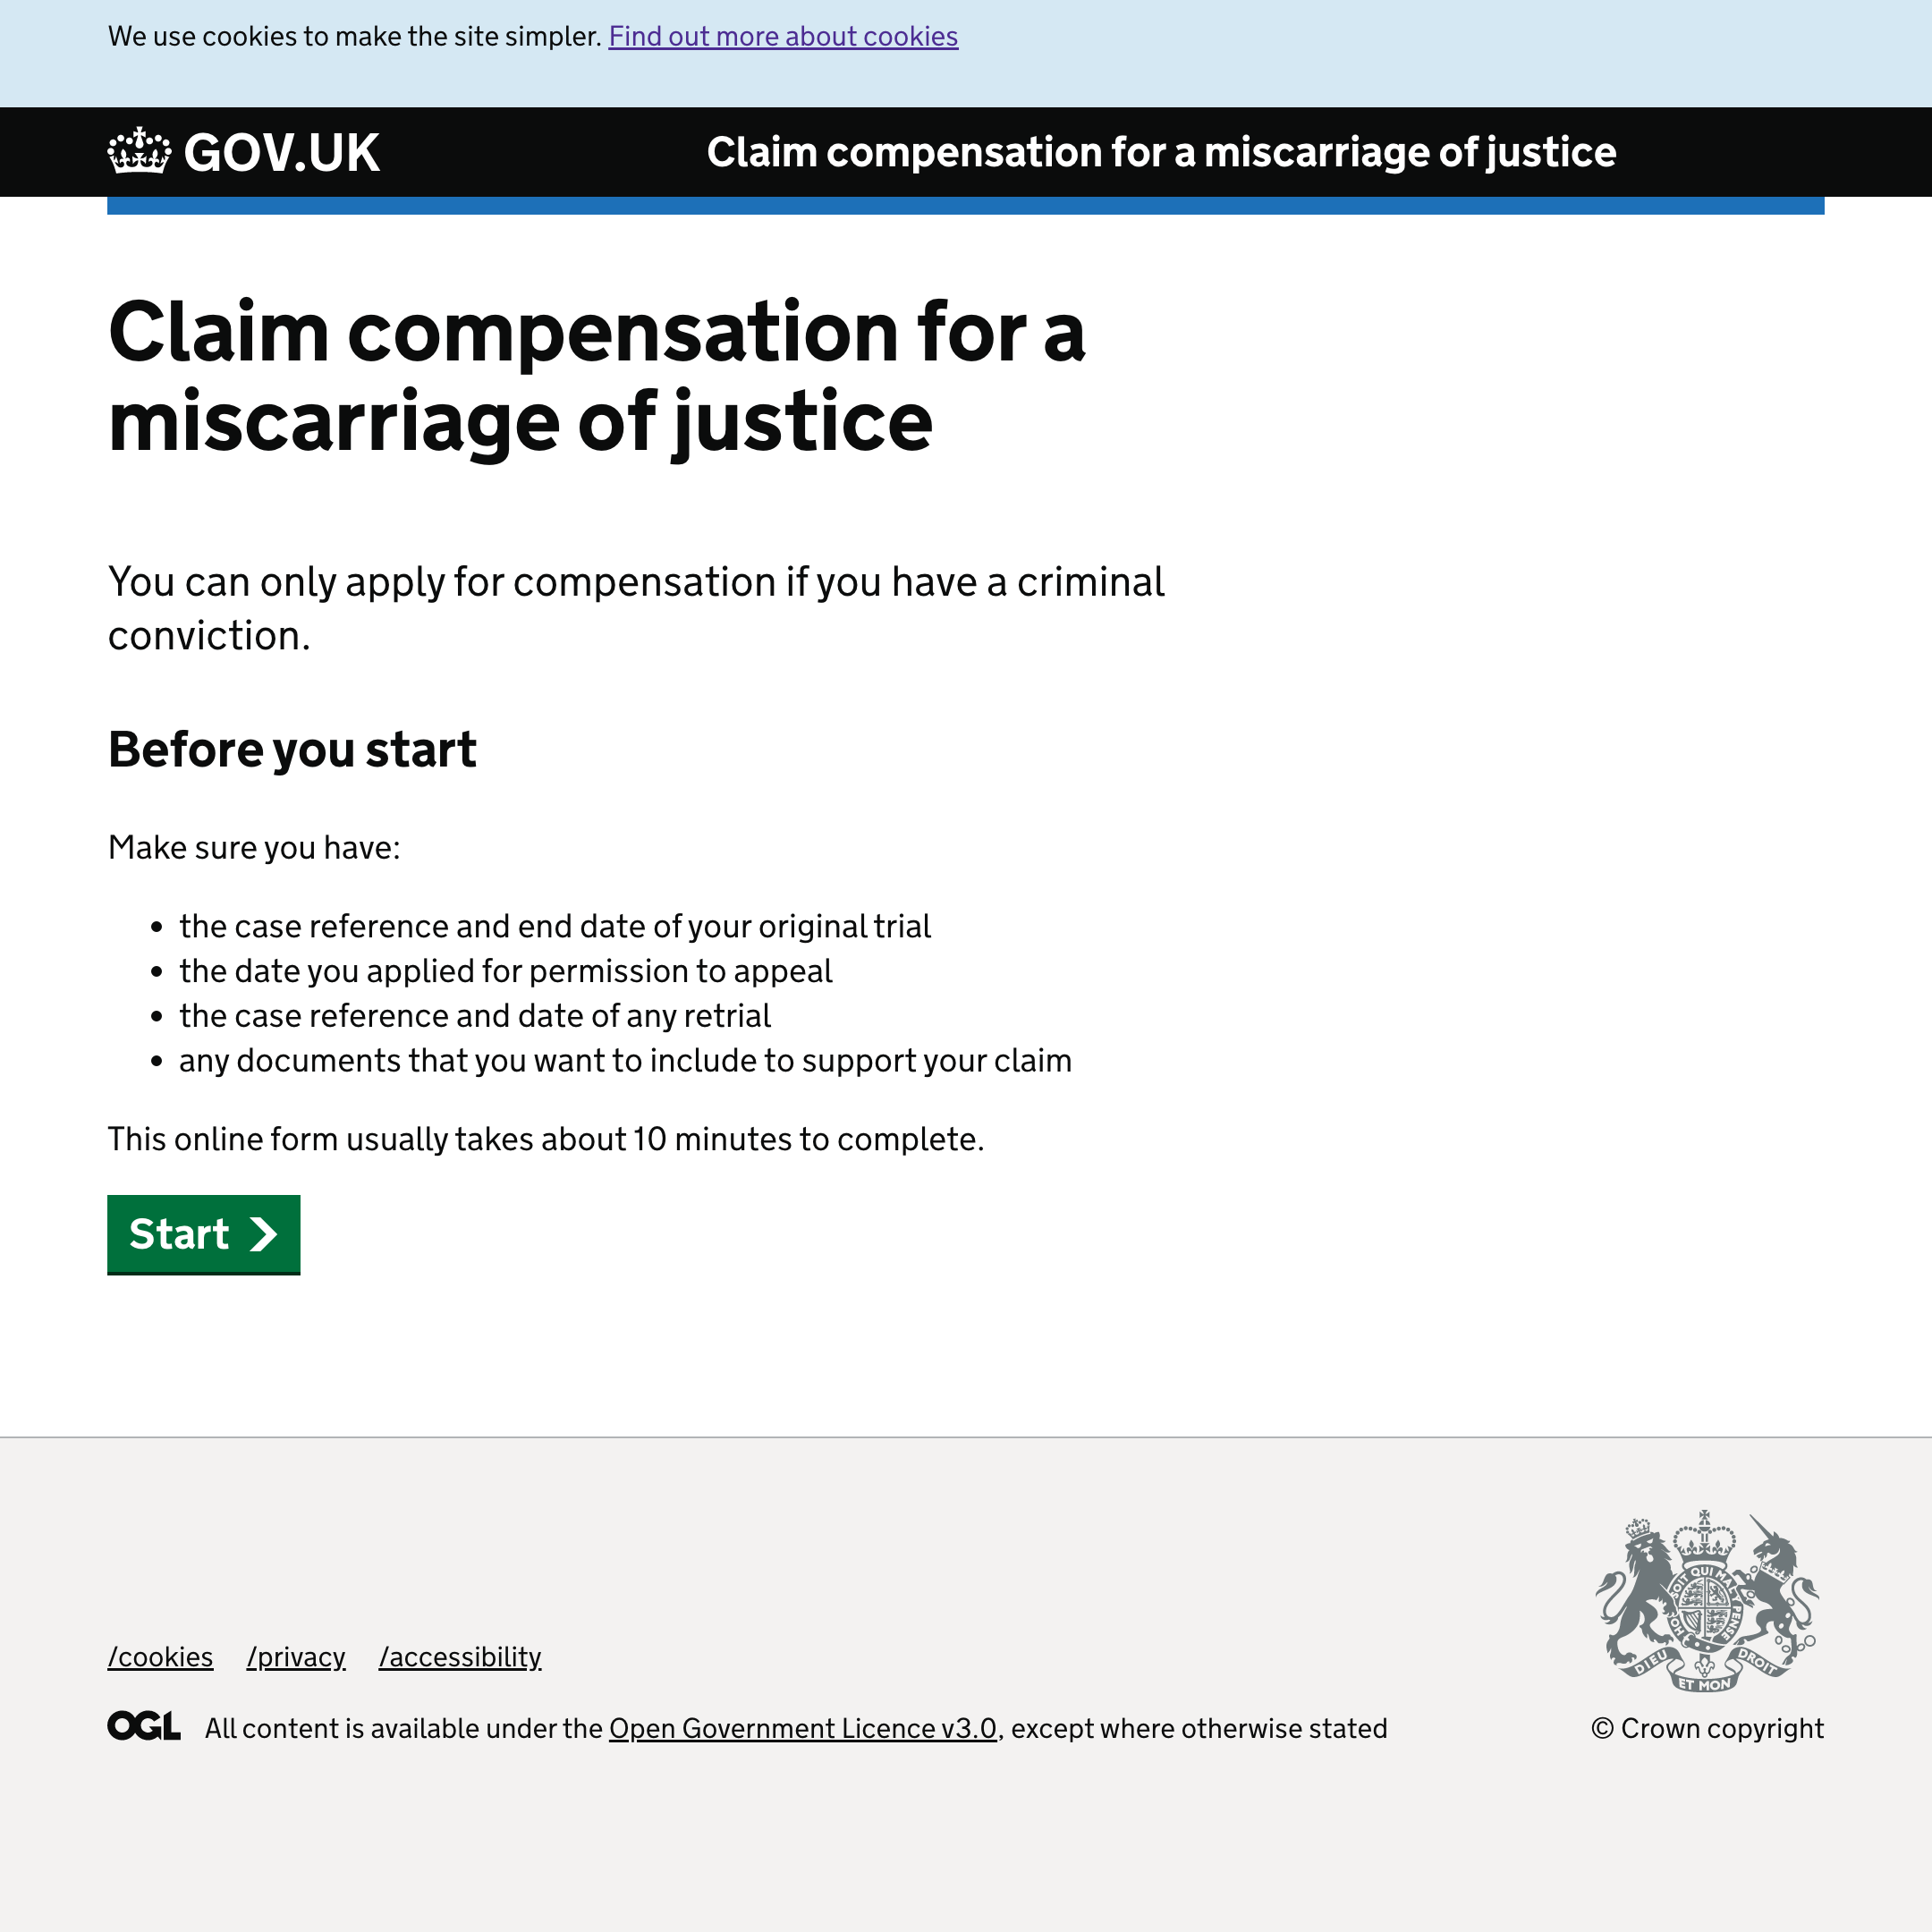 We use cookies to make the site simpler. Find out more about cookies
GOV.UK
Claim compensation for a miscarriage of justice
Claim compensation for a
miscarriage of justice
You can only apply for compensation if you have a criminal
conviction.
Before you start
Make sure you have:
the case reference and end date of your original trial
the date you applied for permission to appeal
the case reference and date of any retrial
any documents that you want to include to support your claim
This online form usually takes about 10 minutes to complete.
Start
SOIT QUI MAL Y PENSE
DIEU ET MON DROIT
/cookies /privacy /accessibility
OGL All content is available under the Open Government Licence v3.0, except where otherwise stated
© Crown copyright